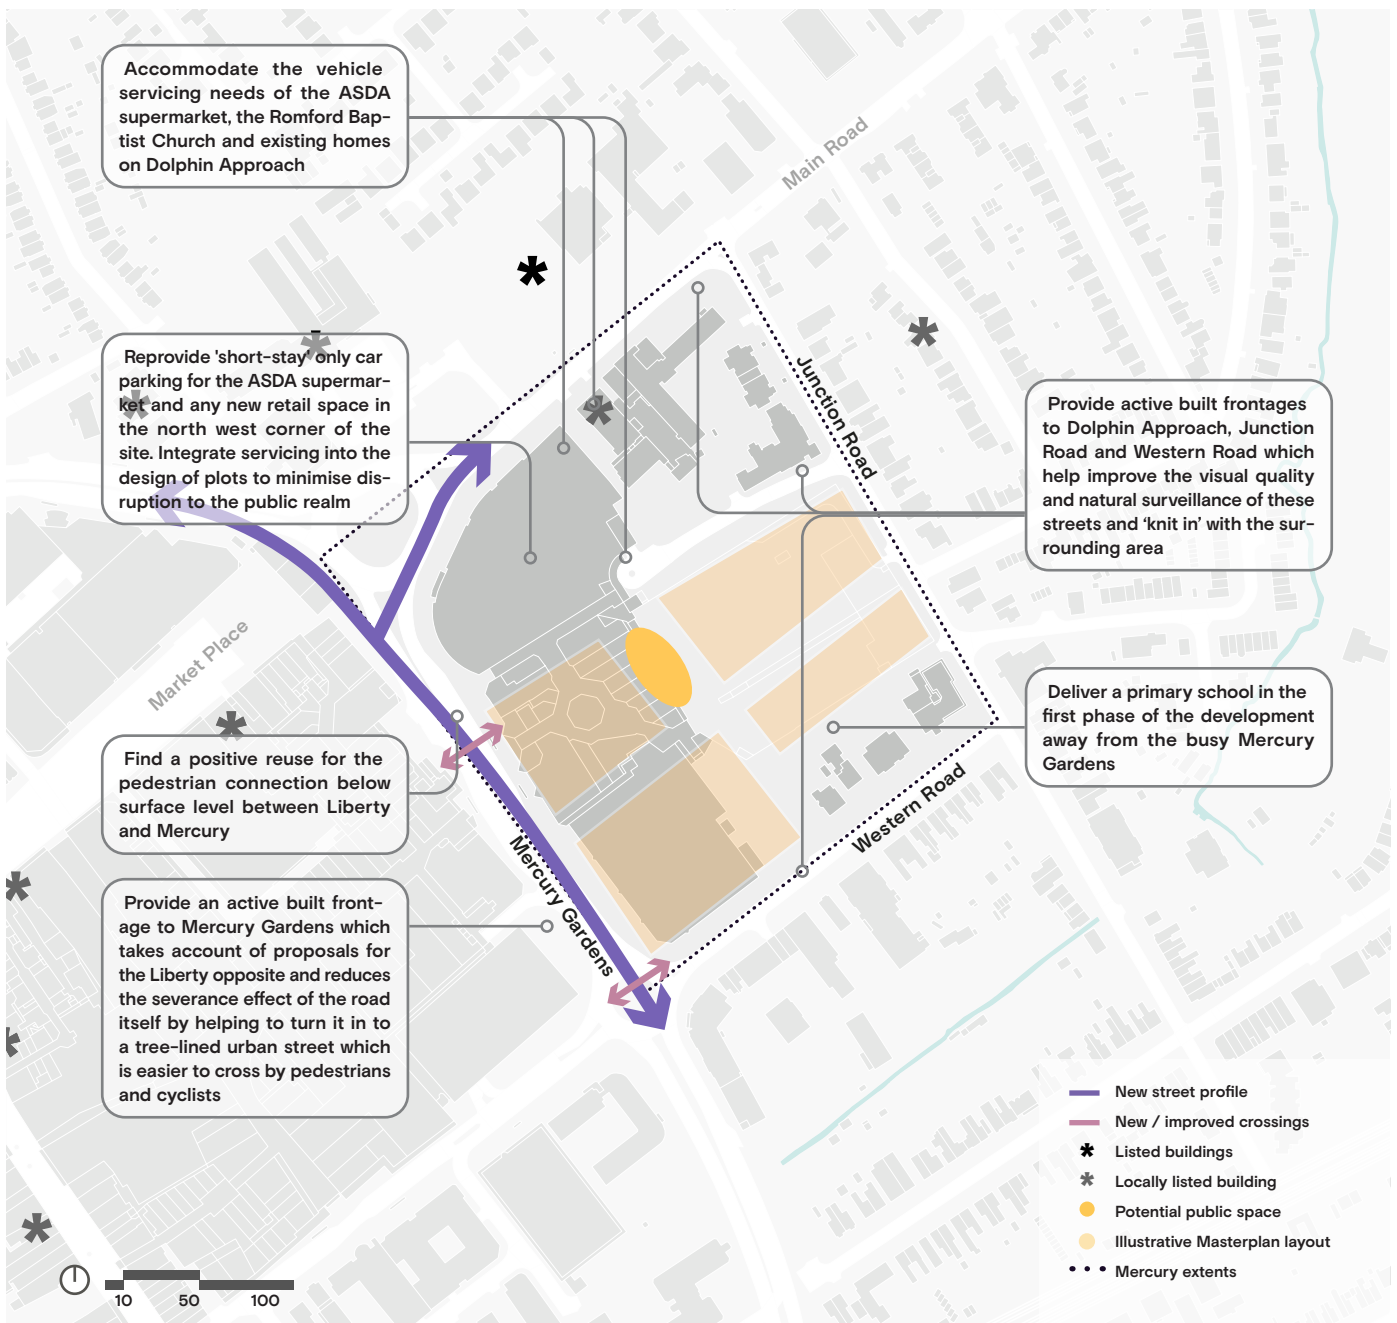 Accommodate the vehicle
servicing needs of the ASDA
supermarket, the Romford Bap-
tist Church and existing homes
on Dolphin Approach
Main Road
Reprovide 'short-stay' only car
parking for the ASDA supermar-
ket and any new retail space in
the north west corner of the
site. Integrate servicing into the
design of plots to minimise dis-
ruption to the public realm
Junction Road
Provide active built frontages
to Dolphin Approach, Junction
Road and Western Road which
help improve the visual quality
and natural surveillance of these
streets and ‘knit in’ with the sur-
rounding area
Market Place
Deliver a primary school in the
first phase of the development
away from the busy Mercury
Gardens
Find a positive reuse for the
pedestrian connection below
surface level between Liberty
and Mercury
Western Road
Mercury Gardens
Provide an active built front-
age to Mercury Gardens which
takes account of proposals for
the Liberty opposite and reduces
the severance effect of the road
itself by helping to turn it in to
a tree-lined urban street which
is easier to cross by pedestrians
and cyclists
New street profile
New / improved crossings
Listed buildings
Locally listed building
Potential public space
Illustrative Masterplan layout
Mercury extents
10 50 100